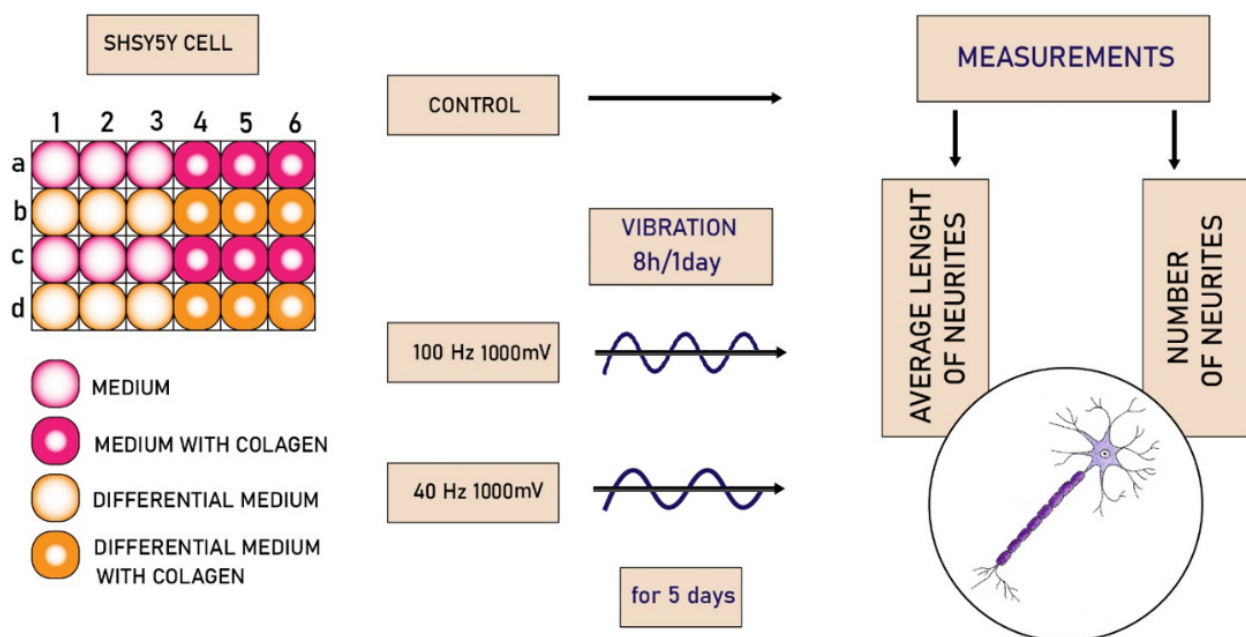 SHSY5Y CELL
1 2 3 4 5 6
a
b
c
d
MEDIUM
MEDIUM WITH COLAGEN
DIFFERENTIAL MEDIUM
DIFFERENTIAL MEDIUM
WITH COLAGEN
CONTROL
VIBRATION
8h/1day
100 Hz 1000mV
40 Hz 1000mV
for 5 days
MEASUREMENTS
AVERAGE LENGHT
OF NEURITES
NUMBER
OF NEURITES